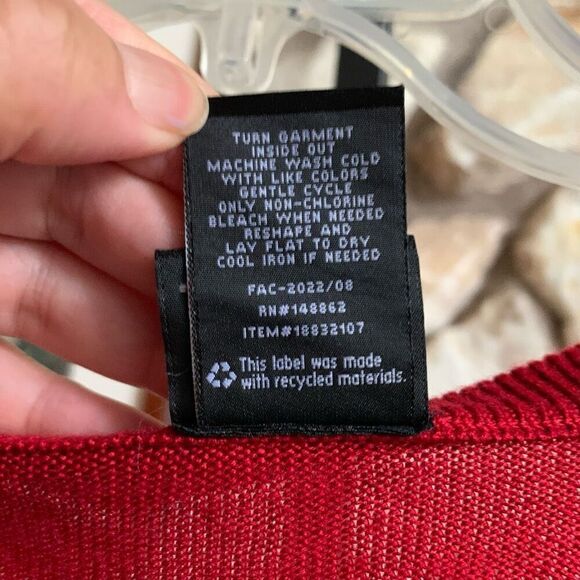 TURN GARMENT
INSIDE OUT
MACHINE WASH COLD
WITH LIKE COLORS
GENTLE CYCLE
ONLY NON-CHLORINE
BLEACH WHEN NEEDED
RESHAPE AND
LAY FLAT TO DRY
COOL IRON IF NEEDED
FAC-2022/08
RN#148862
ITEM#18832107
This label was made
with recycled materials.